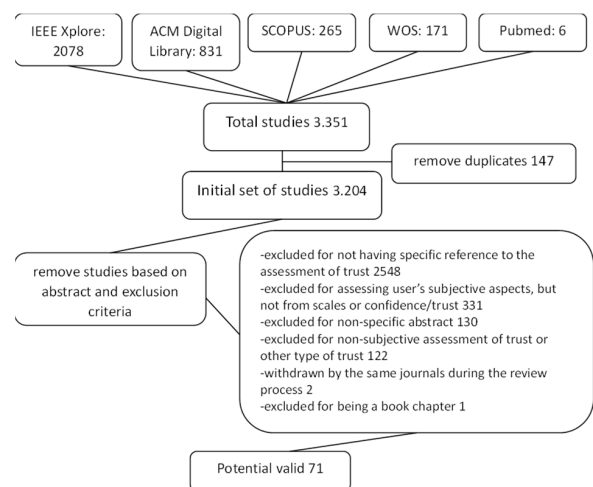 IEEE Xplore:
2078
ACM Digital
Library: 831
SCOPUS: 265
WOS: 171
Pubmed: 6
Total studies 3.351
remove duplicates 147
Initial set of studies 3.204
remove studies based on
abstract and exclusion
criteria
-excluded for not having specific reference to the
assessment of trust 2548
-excluded for assessing user's subjective aspects, but
not from scales or confidence/trust 331
-excluded for non-specific abstract 130
-excluded for non-subjective assessment of trust or
other type of trust 122
-withdrawn by the same journals during the review
process 2
-excluded for being a book chapter 1
Potential valid 71